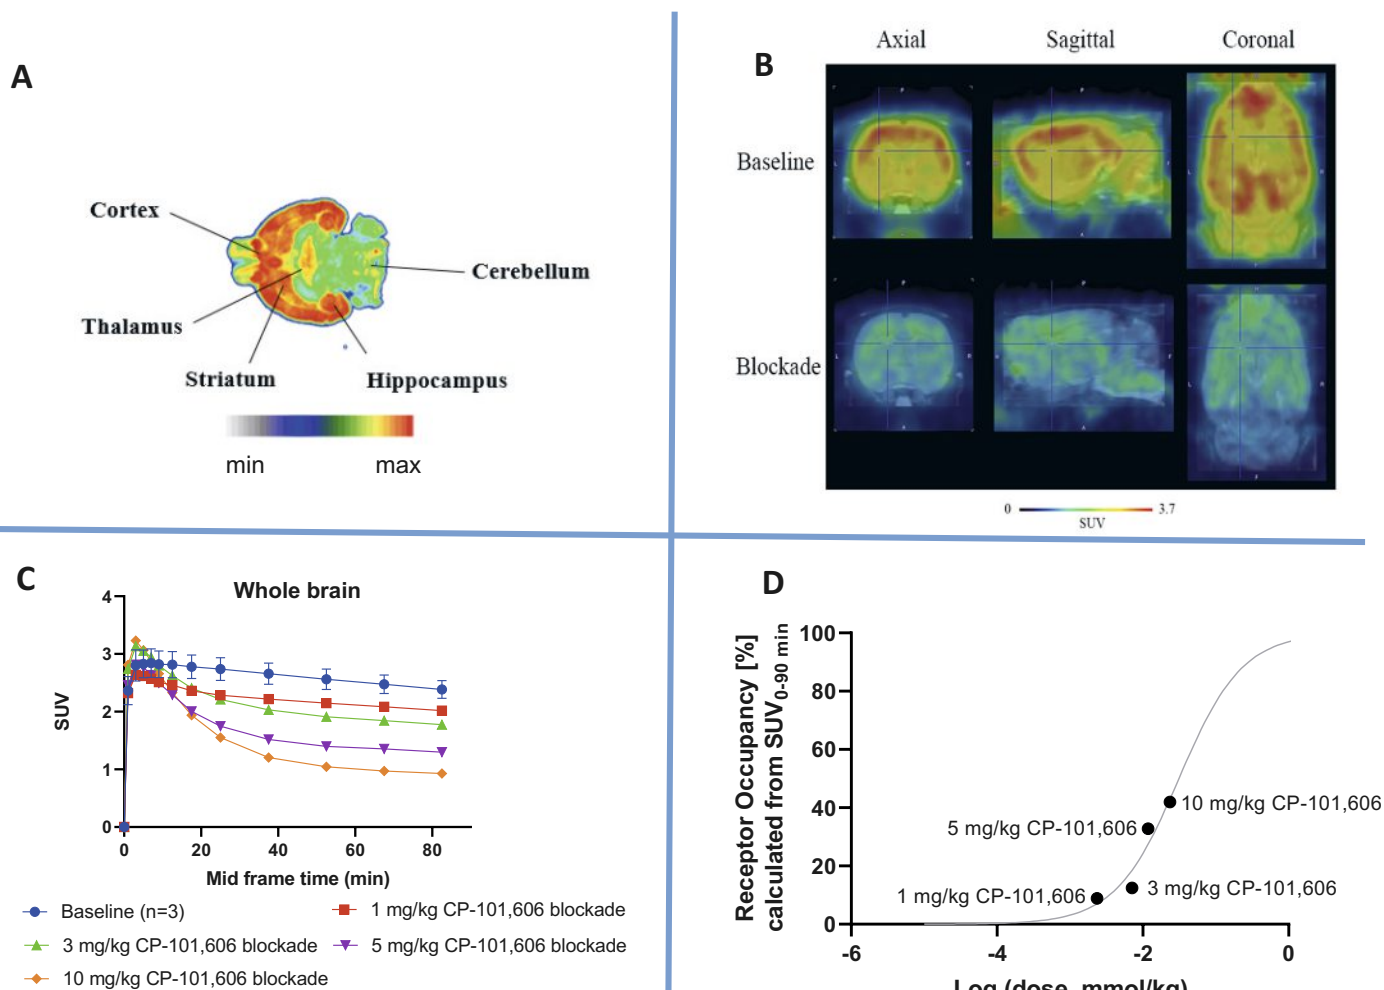 A
Cortex
Thalamus
Striatum
Hippocampus
Cerebellum
min max
B
Axial Sagittal Coronal
Baseline
Blockade
0 3.7
SUV
C
Whole brain
SUV
4
3
2
1
0
0 20 40 60 80
Mid frame time (min)
Baseline (n=3)
1 mg/kg CP-101,606 blockade
3 mg/kg CP-101,606 blockade
5 mg/kg CP-101,606 blockade
10 mg/kg CP-101,606 blockade
D
Receptor Occupancy [%]
calculated from SUV0-90 min
100
80
60
40
20
0
10 mg/kg CP-101,606
5 mg/kg CP-101,606
3 mg/kg CP-101,606
1 mg/kg CP-101,606
-6 -4 -2 0
Log (dose, mmol/kg)